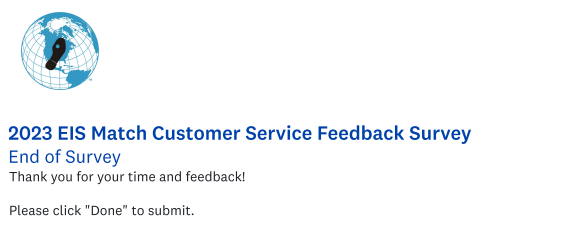 2023 EIS Match Customer Service Feedback Survey
End of Survey
Thank you for your time and feedback!
Please click "Done" to submit.